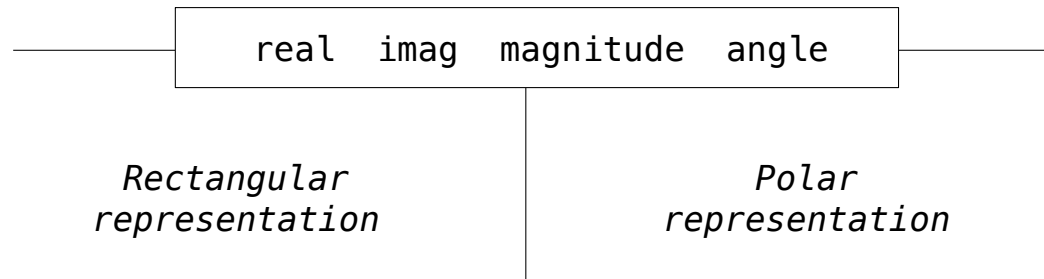 real imag magnitude angle
Rectangular
representation
Polar
representation